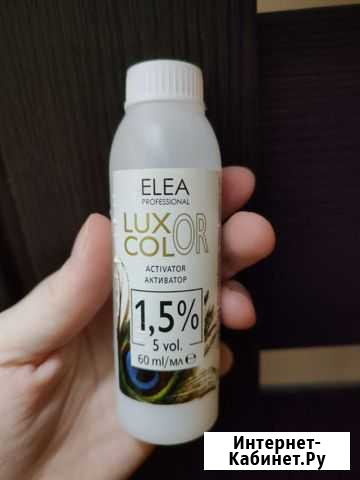 ELEA
PROFESSIONAL
LUX
COLOR
ACTIVATOR
АКТИВАТОР
1,5%
5 vol.
60 ml/мл ℮
Интернет-
Кабинет.Ру